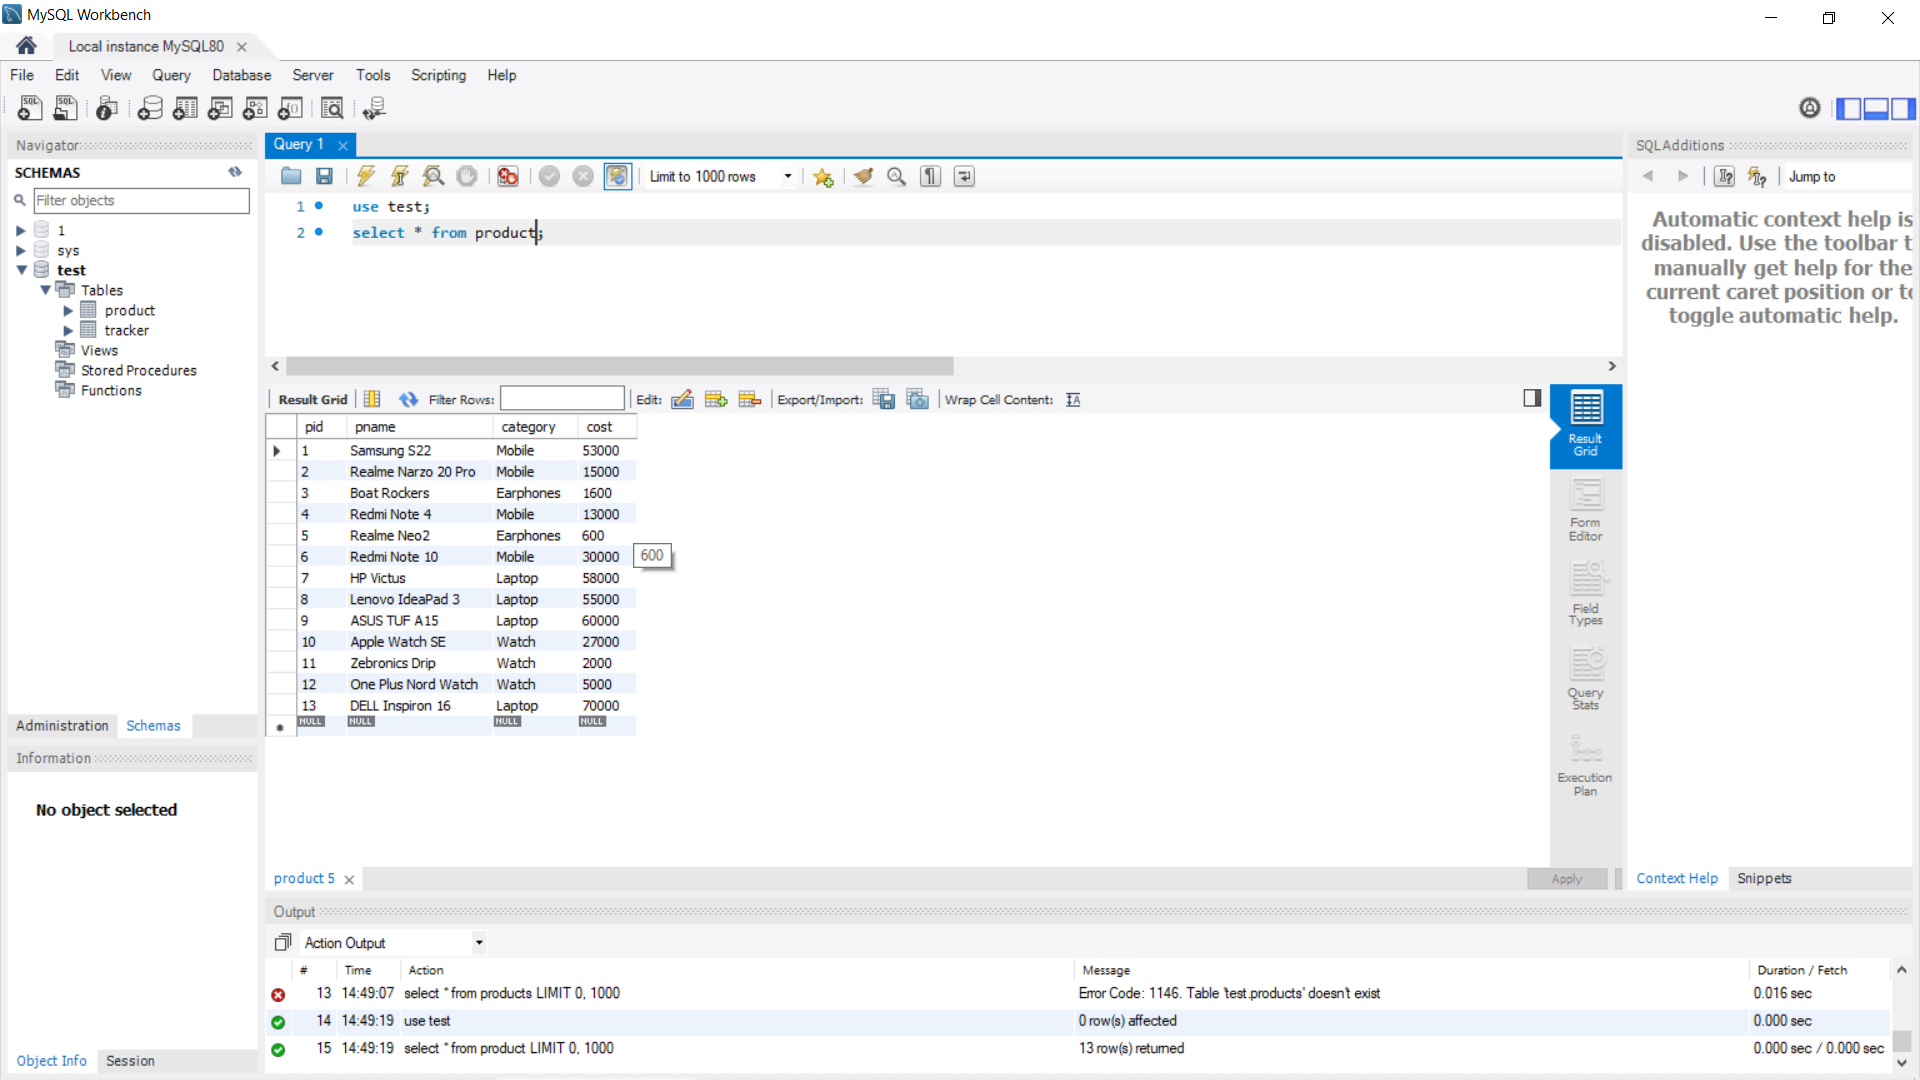 MySQL Workbench
Local instance MySQL80
File Edit View Query Database Server Tools Scripting Help
Navigator
SCHEMAS
Filter objects
1
sys
test
Tables
product
tracker
Views
Stored Procedures
Functions
Administration Schemas
Information
No object selected
Object Info Session
Query 1
Limit to 1000 rows
1 use test;
2 select * from product;
Result Grid Filter Rows: Edit: Export/Import: Wrap Cell Content:
pid pname category cost
1 Samsung S22 Mobile 53000
2 Realme Narzo 20 Pro Mobile 15000
3 Boat Rockers Earphones 1600
4 Redmi Note 4 Mobile 13000
5 Realme Neo2 Earphones 600
6 Redmi Note 10 Mobile 30000
600
7 HP Victus Laptop 58000
8 Lenovo IdeaPad 3 Laptop 55000
9 ASUS TUF A15 Laptop 60000
10 Apple Watch SE Watch 27000
11 Zebronics Drip Watch 2000
12 One Plus Nord Watch Watch 5000
13 DELL Inspiron 16 Laptop 70000
NULL NULL NULL NULL
Result
Grid
Form
Editor
Field
Types
Query
Stats
Execution
Plan
product 5
Apply
SQLAdditions
Jump to
Automatic context help is
disabled. Use the toolbar t
manually get help for the
current caret position or to
toggle automatic help.
Context Help Snippets
Output
Action Output
# Time Action Message Duration / Fetch
13 14:49:07 select * from products LIMIT 0, 1000 Error Code: 1146. Table 'test.products' doesn't exist 0.016 sec
14 14:49:19 use test 0 row(s) affected 0.000 sec
15 14:49:19 select * from product LIMIT 0, 1000 13 row(s) returned 0.000 sec / 0.000 sec